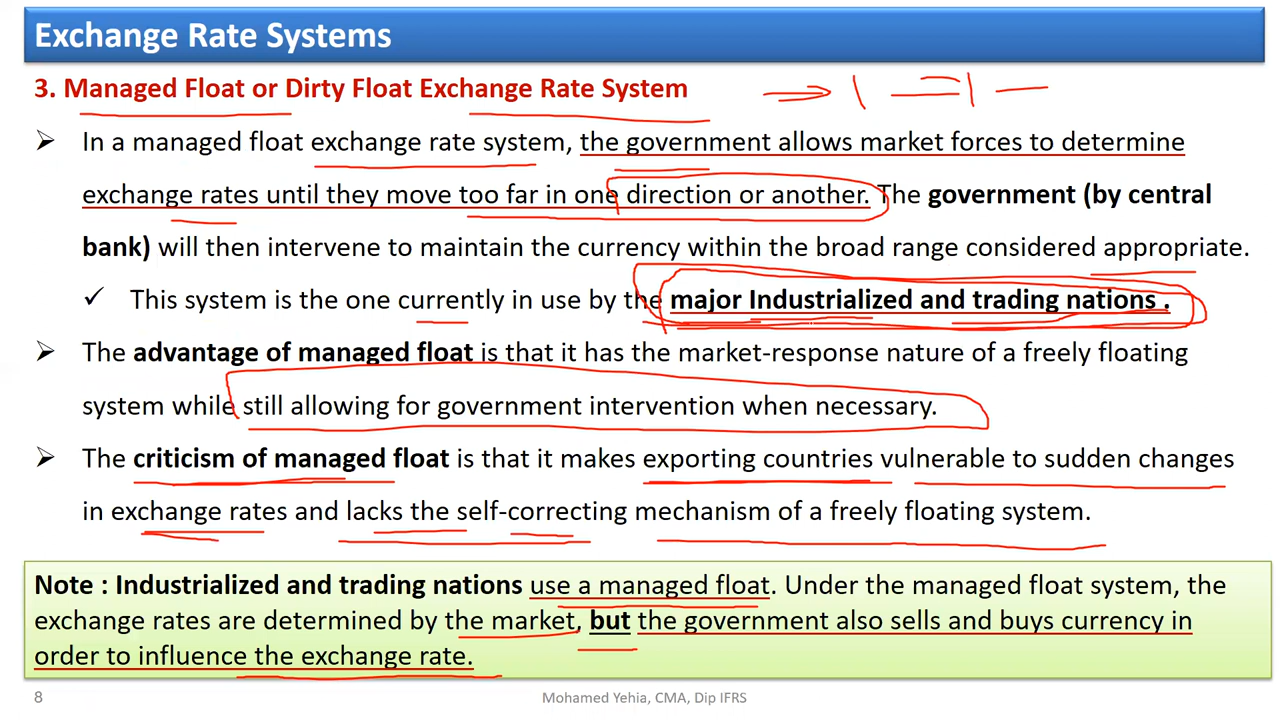 Exchange Rate Systems
3. Managed Float or Dirty Float Exchange Rate System
➢ In a managed float exchange rate system, the government allows market forces to determine
exchange rates until they move too far in one direction or another. The government (by central
bank) will then intervene to maintain the currency within the broad range considered appropriate.
✓ This system is the one currently in use by the major Industrialized and trading nations .
➢ The advantage of managed float is that it has the market-response nature of a freely floating
system while still allowing for government intervention when necessary.
➢ The criticism of managed float is that it makes exporting countries vulnerable to sudden changes
in exchange rates and lacks the self-correcting mechanism of a freely floating system.
Note : Industrialized and trading nations use a managed float. Under the managed float system, the
exchange rates are determined by the market, but the government also sells and buys currency in
order to influence the exchange rate.
8
Mohamed Yehia, CMA, Dip IFRS